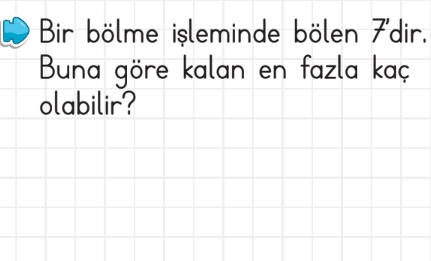 Bir bölme işleminde bölen 7'dir.
Buna göre kalan en fazla kaç
olabilir?